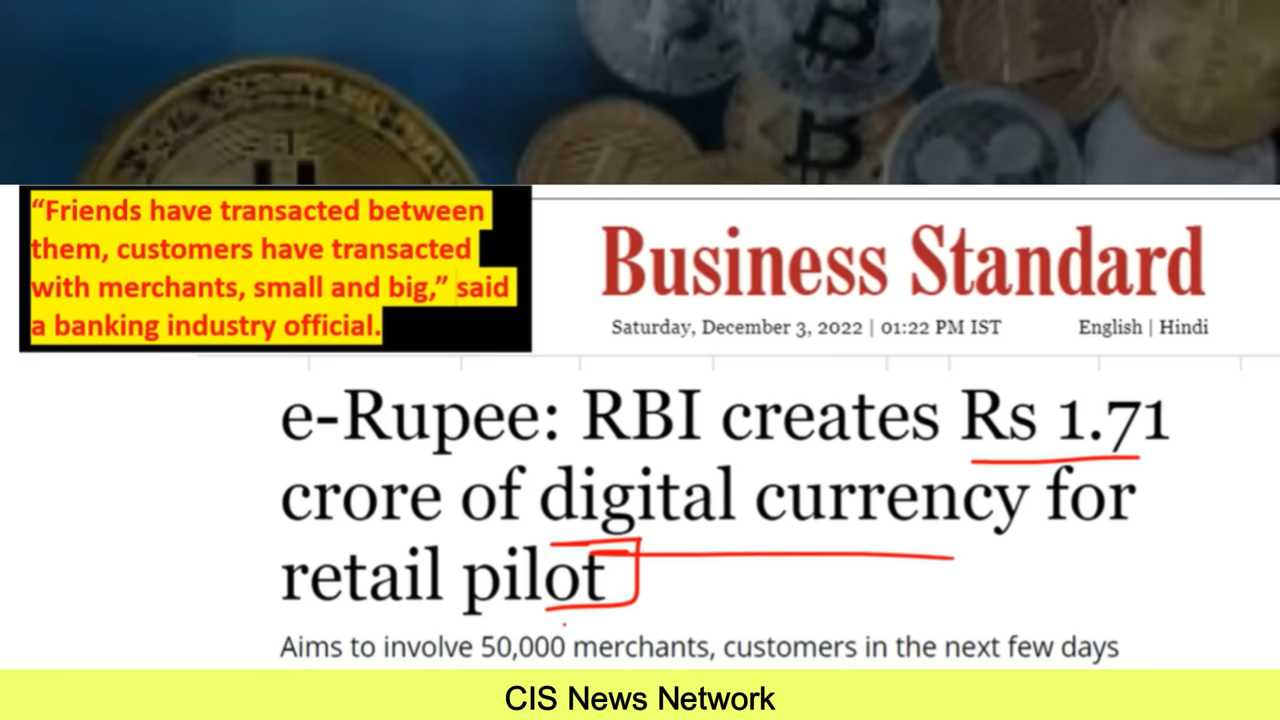 “Friends have transacted between
them, customers have transacted
with merchants, small and big,” said
a banking industry official.
Business Standard
Saturday, December 3, 2022 | 01:22 PM IST English | Hindi
e-Rupee: RBI creates Rs 1.71
crore of digital currency for
retail pilot
Aims to involve 50,000 merchants, customers in the next few days
CIS News Network